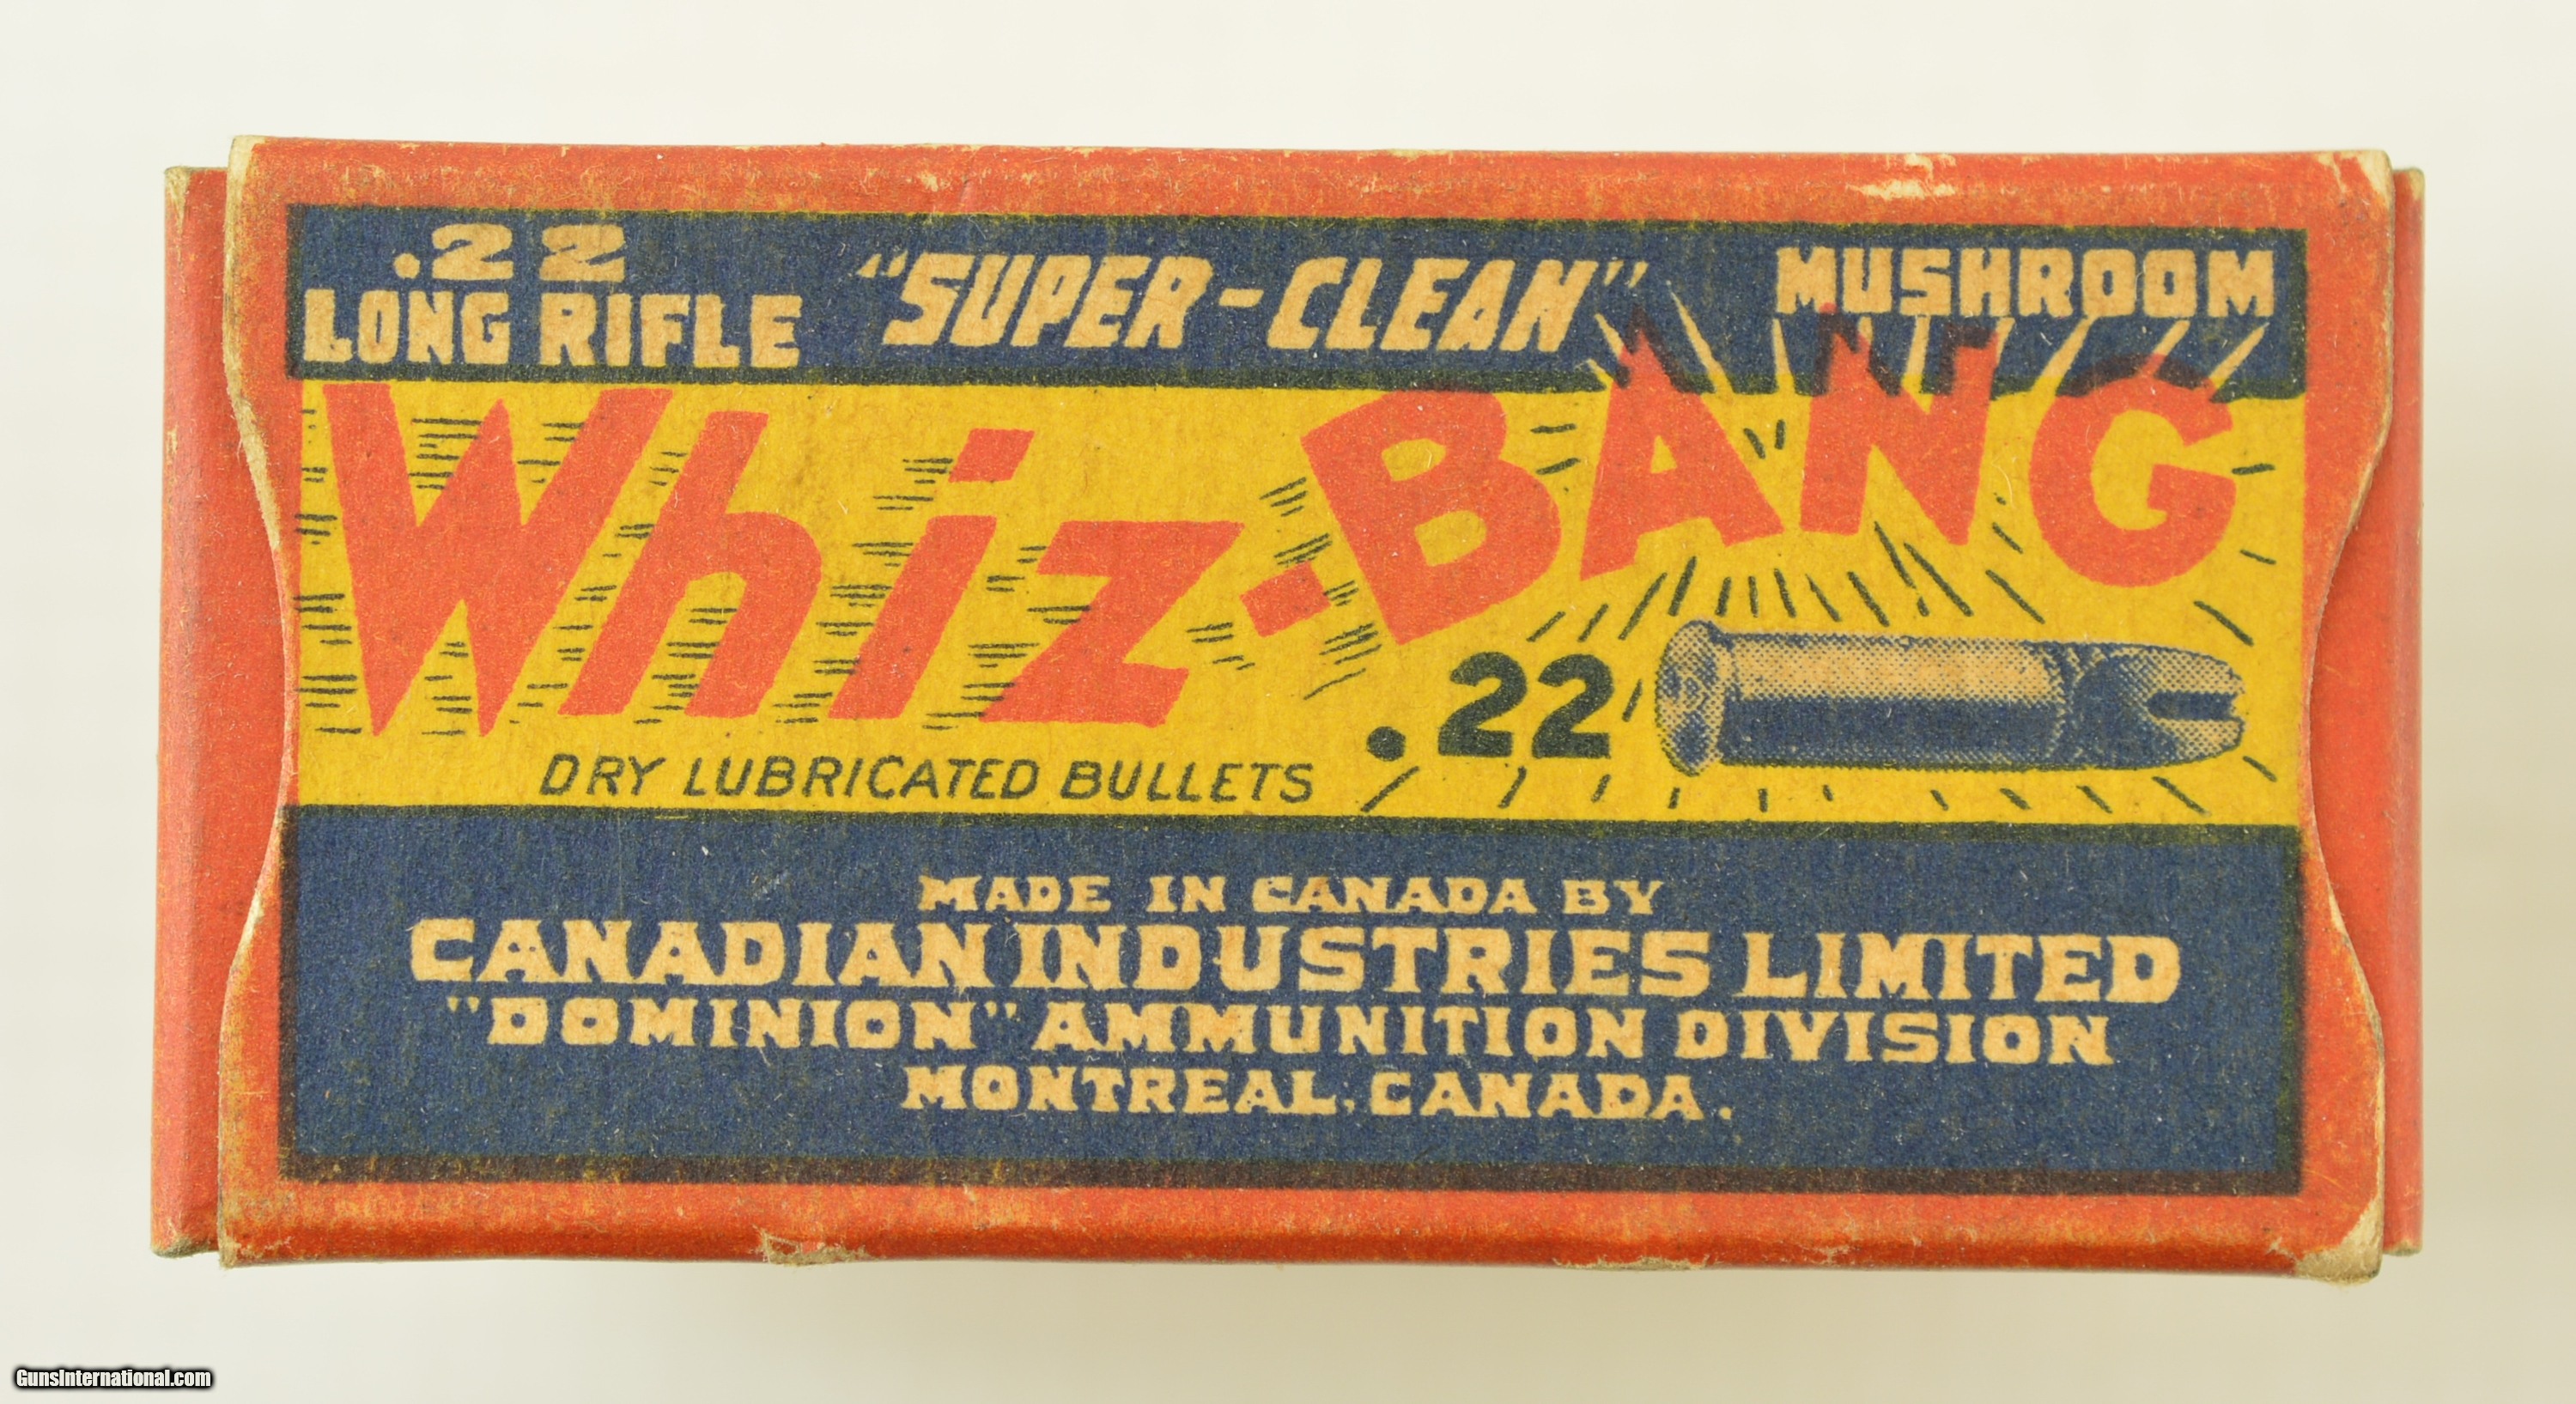 .22
LONG RIFLE
"SUPER-CLEAN"
MUSHROOM
Whiz-BANG
.22
DRY LUBRICATED BULLETS
MADE IN CANADA BY
CANADIAN INDUSTRIES LIMITED
"DOMINION" AMMUNITION DIVISION
MONTREAL, CANADA.
GunsInternational.com